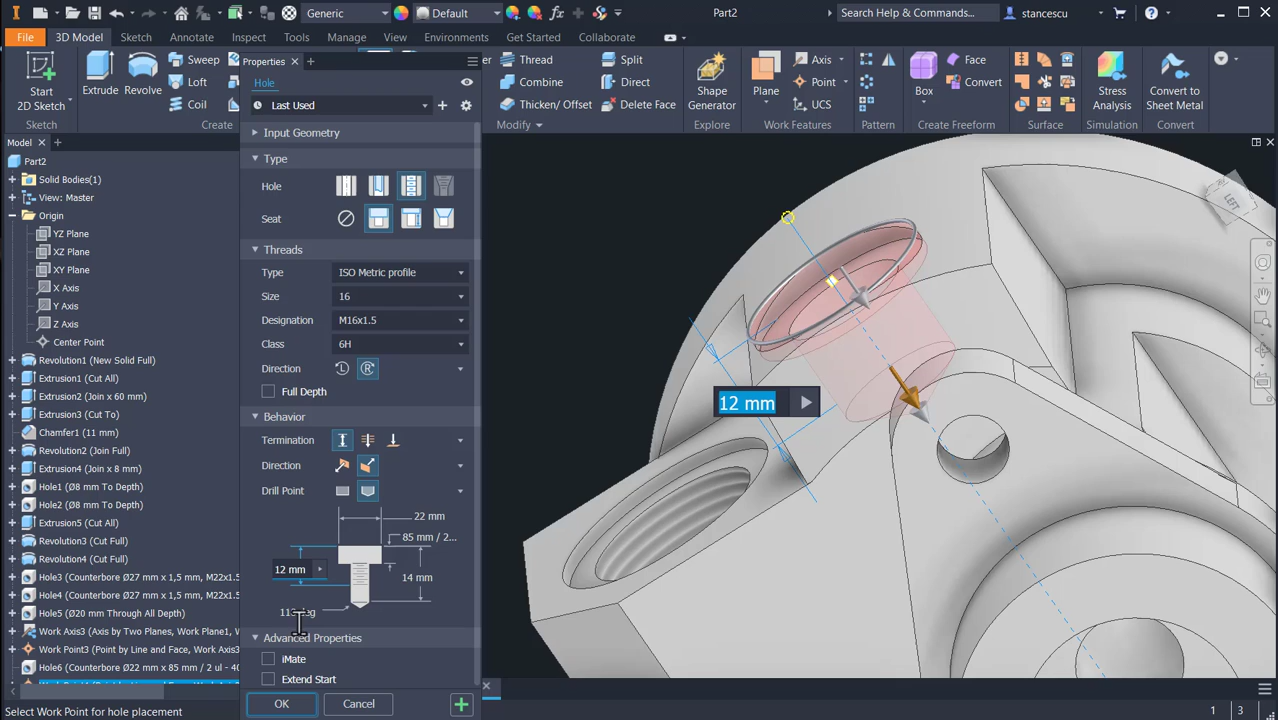 Generic
Default
Part2
Search Help & Commands...
stancescu
File
3D Model
Sketch
Annotate
Inspect
Tools
Manage
View
Environments
Get Started
Collaborate
Start
2D Sketch
Sketch
Extrude
Revolve
Sweep
Loft
Coil
Create
Properties
Hole
Last Used
Input Geometry
Type
Hole
Seat
Threads
Type
ISO Metric profile
Size
16
Designation
M16x1.5
Class
6H
Direction
Full Depth
Behavior
Termination
Direction
Drill Point
22 mm
85 mm / 2...
12 mm
14 mm
Advanced Properties
iMate
Extend Start
OK
Cancel
Thread
Combine
Thicken/ Offset
Split
Direct
Delete Face
Modify
Shape
Generator
Explore
Plane
Axis
Point
UCS
Work Features
Pattern
Box
Face
Convert
Create Freeform
Surface
Stress
Analysis
Simulation
Convert to
Sheet Metal
Convert
Model
Part2
Solid Bodies(1)
View: Master
Origin
YZ Plane
XZ Plane
XY Plane
X Axis
Y Axis
Z Axis
Center Point
Revolution1 (New Solid Full)
Extrusion1 (Cut All)
Extrusion2 (Join x 60 mm)
Extrusion3 (Cut To)
Chamfer1 (11 mm)
Revolution2 (Join Full)
Extrusion4 (Join x 8 mm)
Hole1 (Ø8 mm To Depth)
Hole2 (Ø8 mm To Depth)
Extrusion5 (Cut All)
Revolution3 (Cut Full)
Revolution4 (Cut Full)
Hole3 (Counterbore Ø27 mm x 1,5 mm, M22x1.5
Hole4 (Counterbore Ø27 mm x 1,5 mm, M22x1.5
Hole5 (Ø20 mm Through All Depth)
Work Axis3 (Axis by Two Planes, Work Plane1, W
Work Point3 (Point by Line and Face, Work Axis3
Hole6 (Counterbore Ø22 mm x 85 mm / 2 ul - 40
Select Work Point for hole placement
12 mm
LEFT
1
3